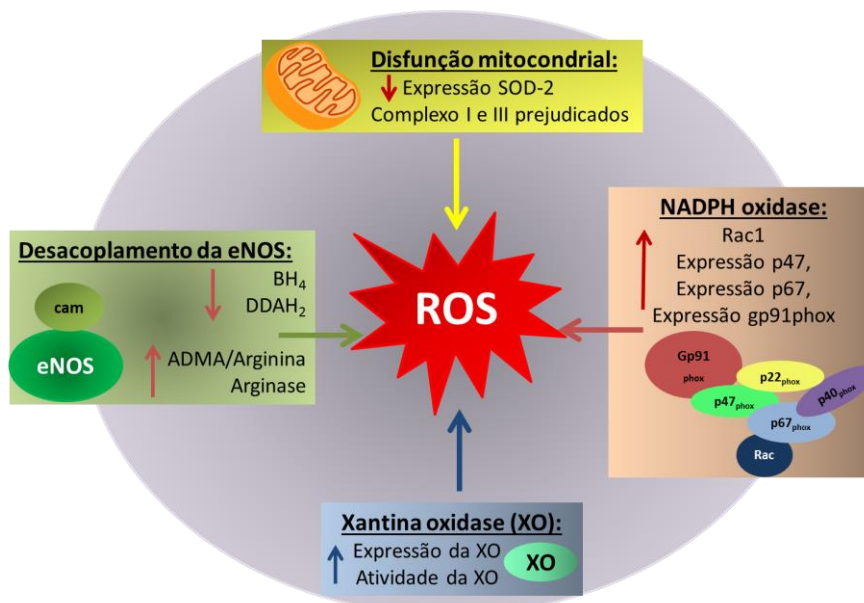 Disfunção mitocondrial:
Expressão SOD-2
Complexo I e III prejudicados
Desacoplamento da eNOS:
BH4
DDAH2
cam
eNOS
ADMA/Arginina
Arginase
ROS
NADPH oxidase:
Rac1
Expressão p47,
Expressão p67,
Expressão gp91phox
Gp91
phox
p22phox
p40phox
p47phox
p67phox
Rac
Xantina oxidase (XO):
Expressão da XO
Atividade da XO
XO